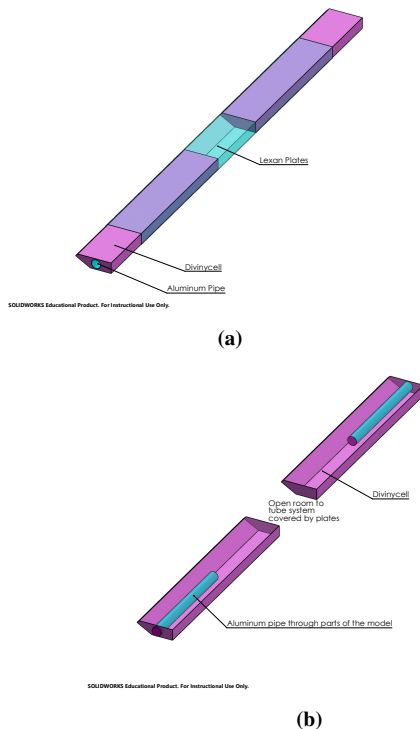 Lexan Plates
Divinycell
Aluminum Pipe
SOLIDWORKS Educational Product. For Instructional Use Only.
(a)
Divinycell
Open room to
tube system
covered by plates
Aluminum pipe through parts of the model
SOLIDWORKS Educational Product. For Instructional Use Only.
(b)